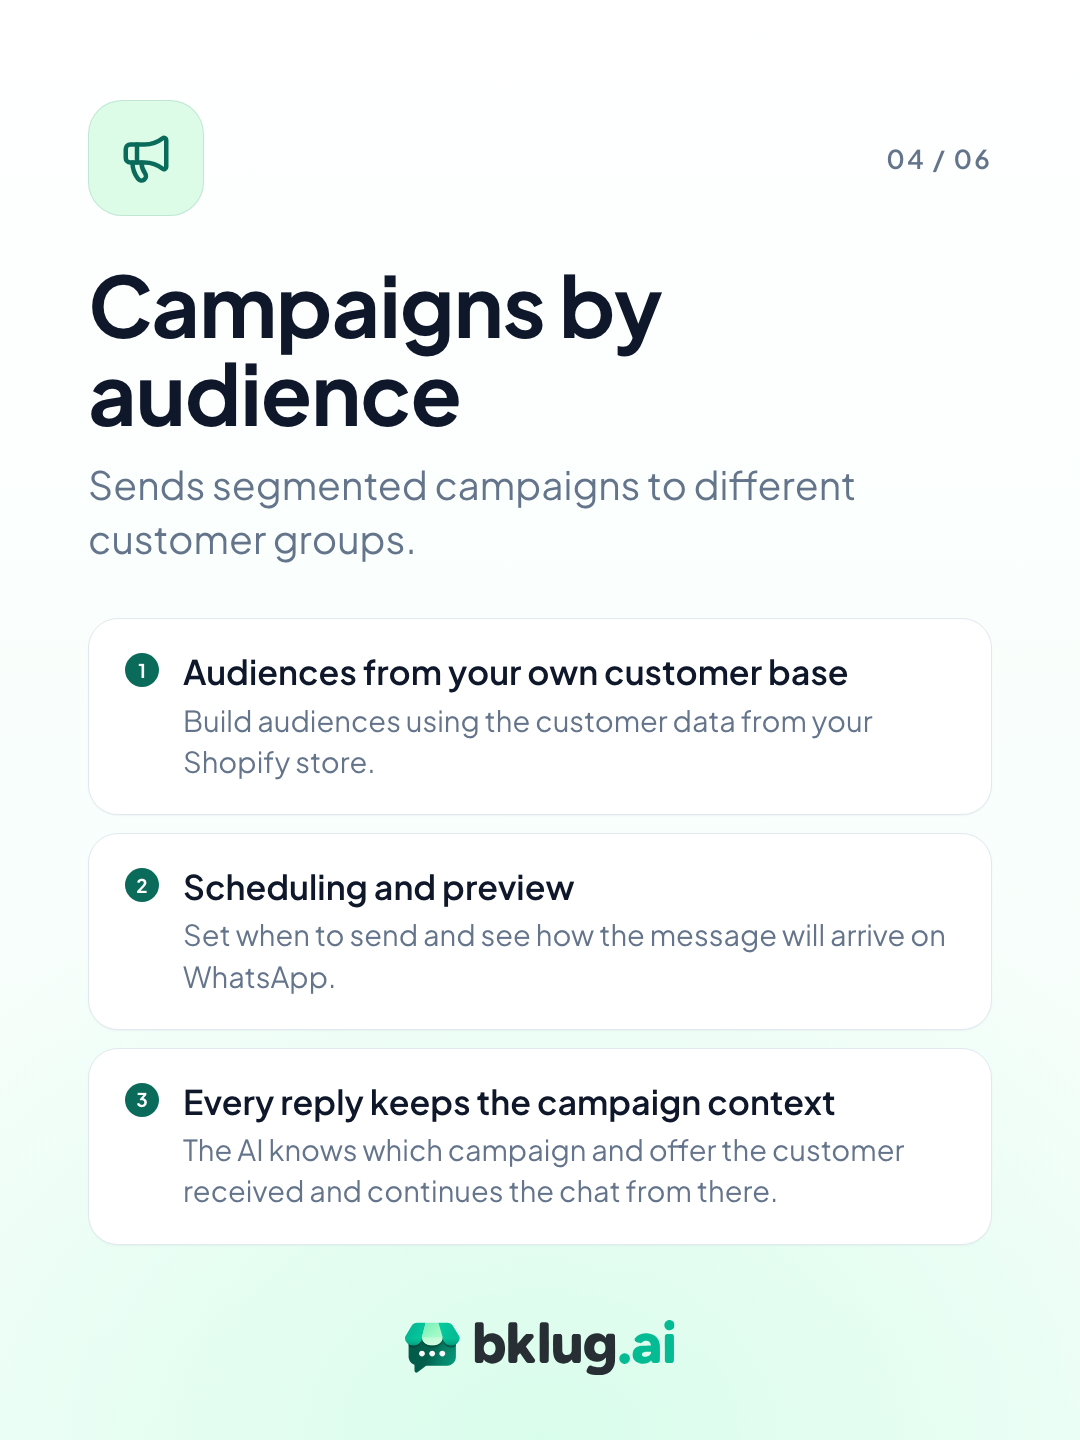 04 / 06
Campaigns by
audience
Sends segmented campaigns to different
customer groups.
1 Audiences from your own customer base
Build audiences using the customer data from your
Shopify store.
2 Scheduling and preview
Set when to send and see how the message will arrive on
WhatsApp.
3 Every reply keeps the campaign context
The AI knows which campaign and offer the customer
received and continues the chat from there.
bklug.ai